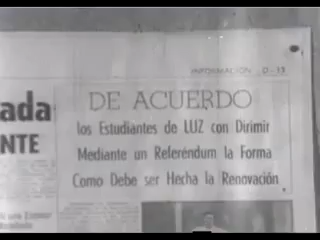 INFORMACION D-13
DE ACUERDO
ada
los Estudiantes de LUZ con Dirimir
NTE
Mediante un Referéndum la Forma
Como Debe ser Hecha la Renovación